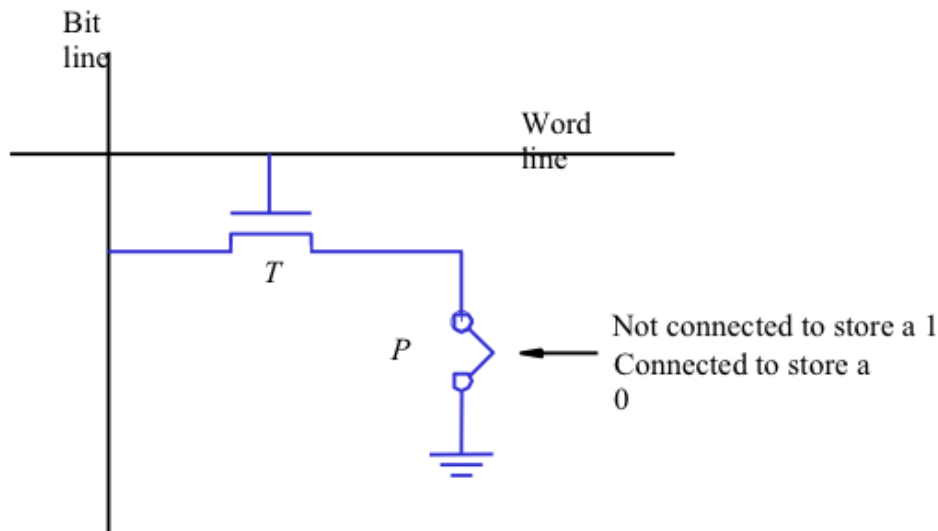 Bit
line
Word
line
T
P
Not connected to store a 1
Connected to store a
0